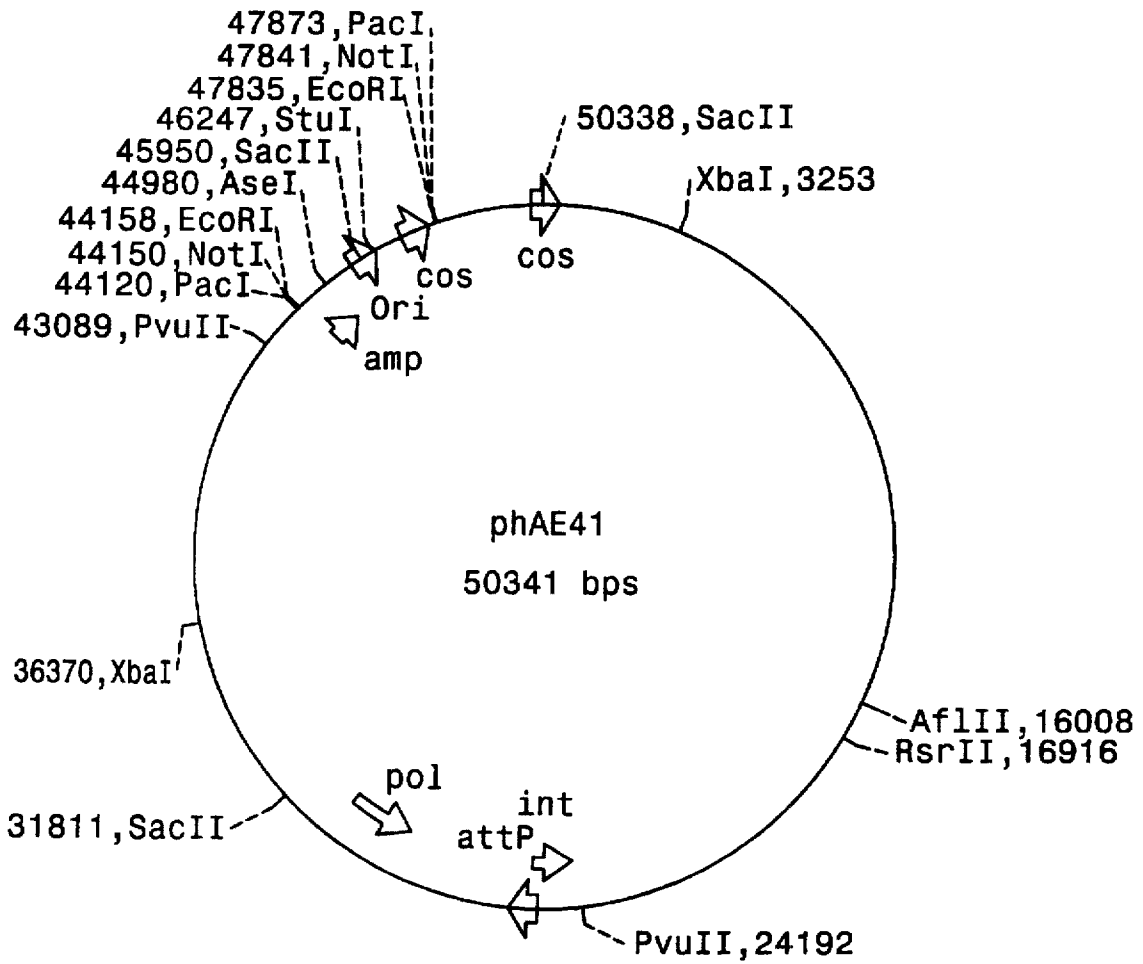 47873,PacI
47841,NotI
47835,EcoRI
46247,StuI
45950,SacII
44980,AseI
44158,EcoRI
44150,NotI
44120,PacI
43089,PvuII
50338,SacII
XbaI,3253
cos
cos
Ori
amp
phAE41
50341 bps
36370,XbaI
AflII,16008
RsrII,16916
pol
int
attP
31811,SacII
PvuII,24192